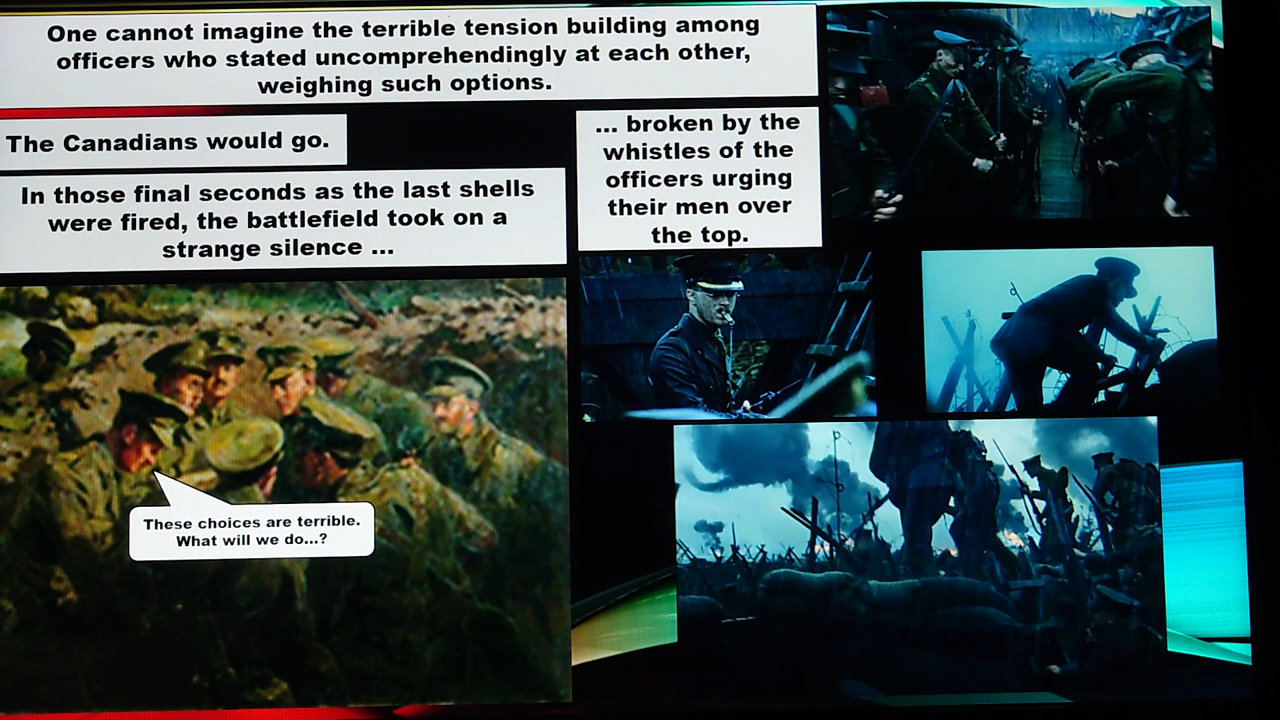 One cannot imagine the terrible tension building among
officers who stated uncomprehendingly at each other,
weighing such options.
The Canadians would go.
In those final seconds as the last shells
were fired, the battlefield took on a
strange silence ...
... broken by the
whistles of the
officers urging
their men over
the top.
These choices are terrible.
What will we do...?